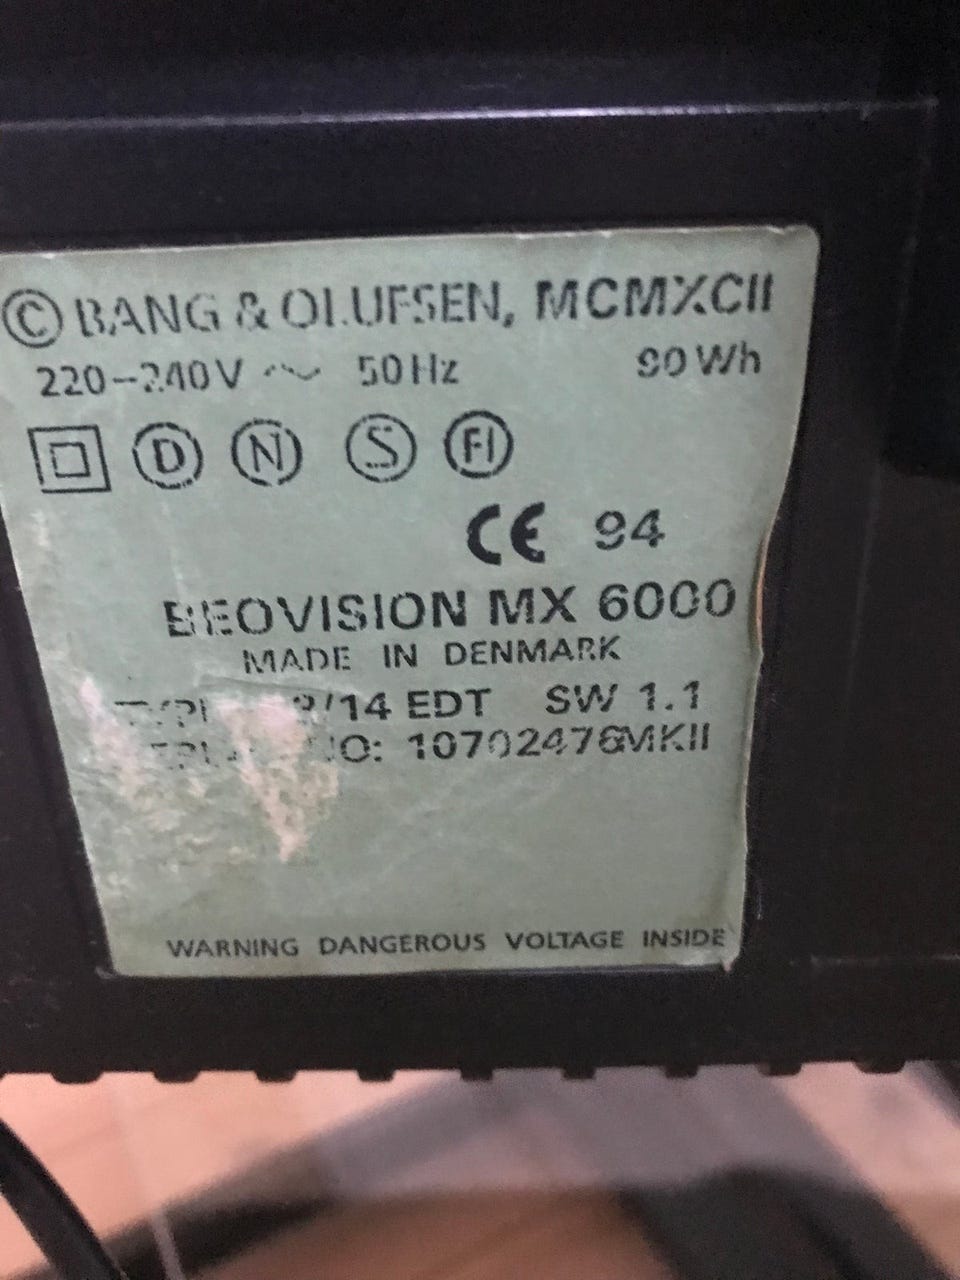 © BANG & OLUFSEN, MCMXCII
220-240V ~ 50Hz 90Wh
D N S FI
CE 94
BEOVISION MX 6000
MADE IN DENMARK
/14 EDT SW 1.1
NO: 10702476MKII
WARNING DANGEROUS VOLTAGE INSIDE